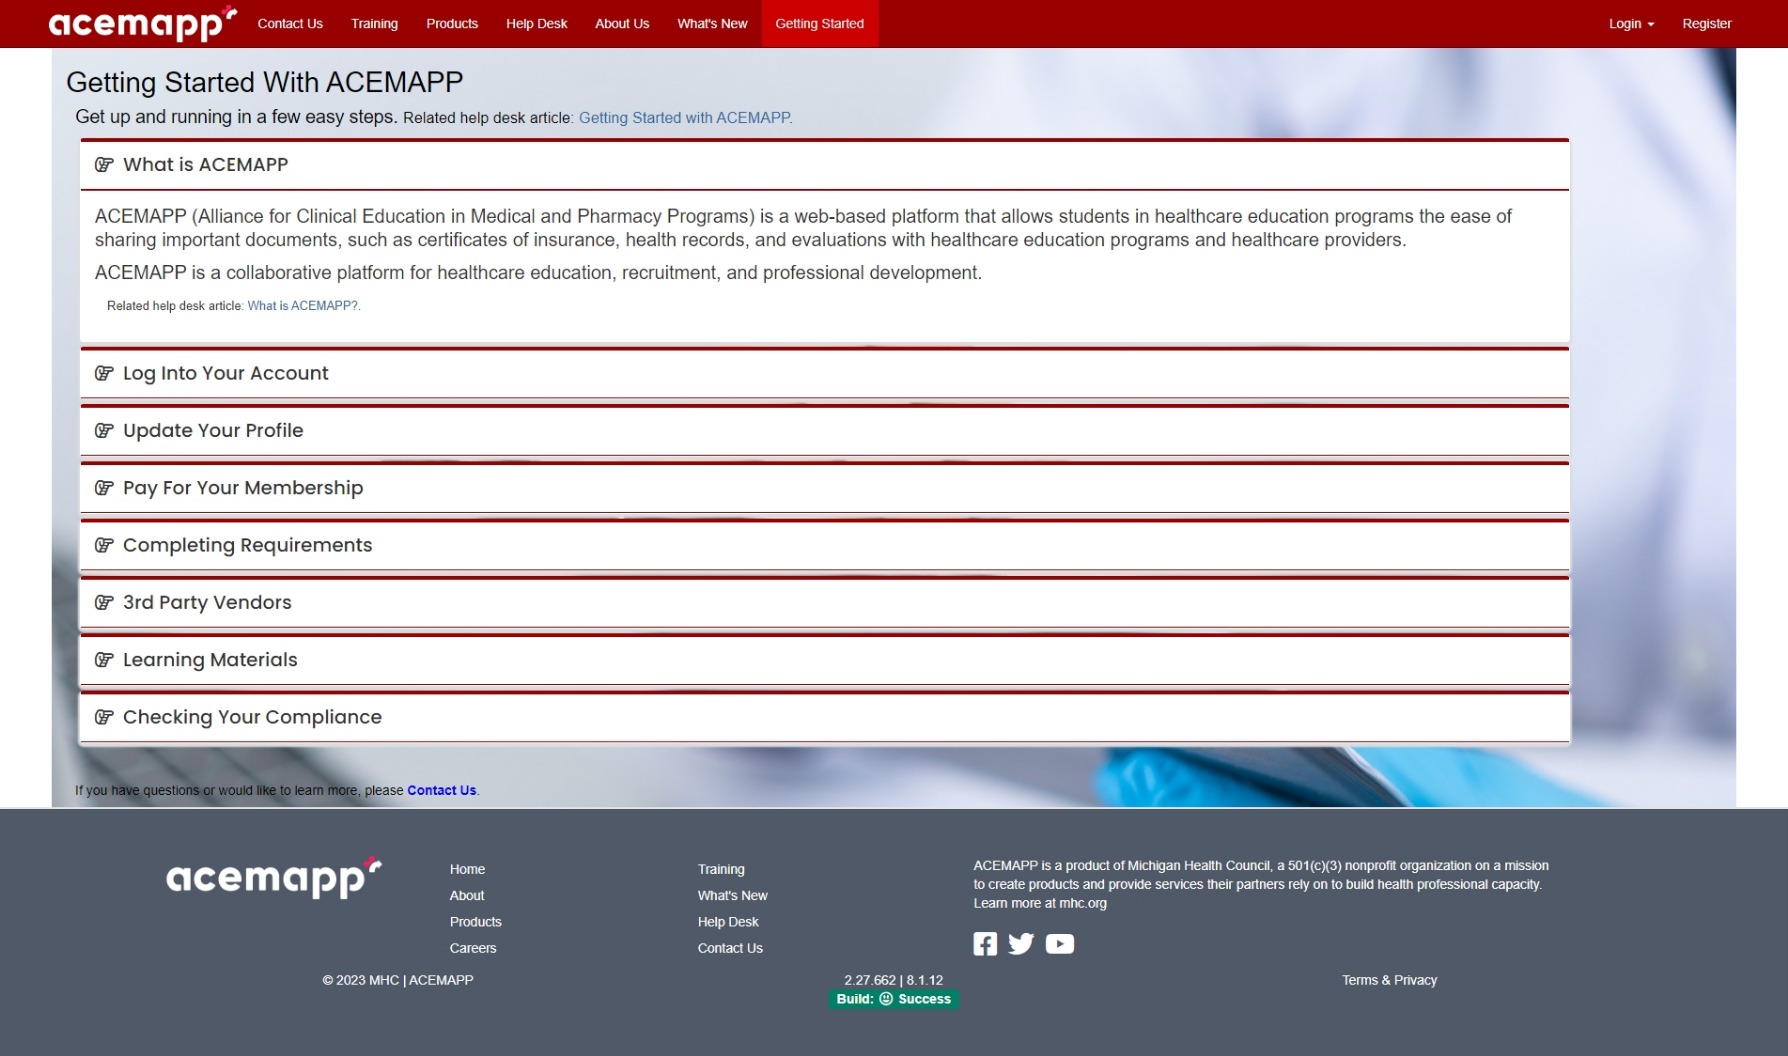 acemapp
Contact Us
Training
Products
Help Desk
About Us
What's New
Getting Started
Login
Register
Getting Started With ACEMAPP
Get up and running in a few easy steps. Related help desk article: Getting Started with ACEMAPP.
What is ACEMAPP
ACEMAPP (Alliance for Clinical Education in Medical and Pharmacy Programs) is a web-based platform that allows students in healthcare education programs the ease of
sharing important documents, such as certificates of insurance, health records, and evaluations with healthcare education programs and healthcare providers.
ACEMAPP is a collaborative platform for healthcare education, recruitment, and professional development.
Related help desk article: What is ACEMAPP?.
Log Into Your Account
Update Your Profile
Pay For Your Membership
Completing Requirements
3rd Party Vendors
Learning Materials
Checking Your Compliance
If you have questions or would like to learn more, please Contact Us.
acemapp
Home
About
Products
Careers
Training
What's New
Help Desk
Contact Us
ACEMAPP is a product of Michigan Health Council, a 501(c)(3) nonprofit organization on a mission
to create products and provide services their partners rely on to build health professional capacity.
Learn more at mhc.org
© 2023 MHC | ACEMAPP
2.27.662 | 8.1.12
Build: Success
Terms & Privacy